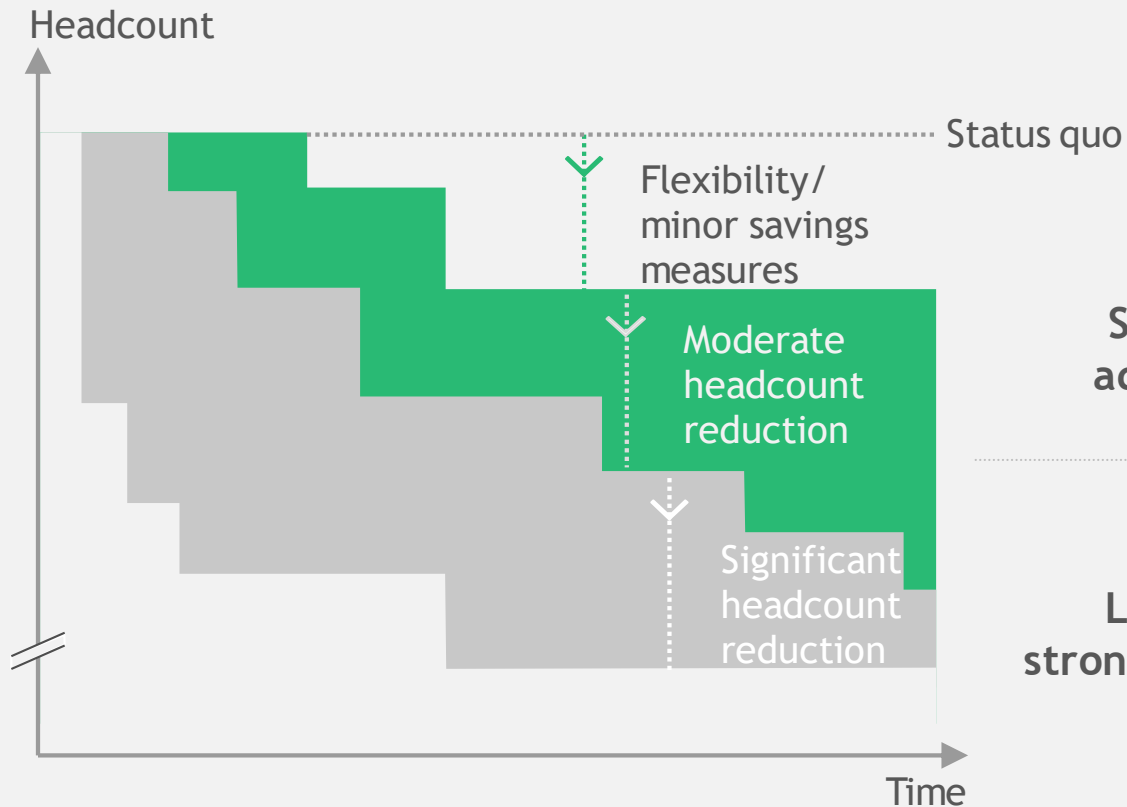 Headcount
Status quo
Flexibility/
minor savings
measures
Moderate
headcount
reduction
Significant
headcount
reduction
Time